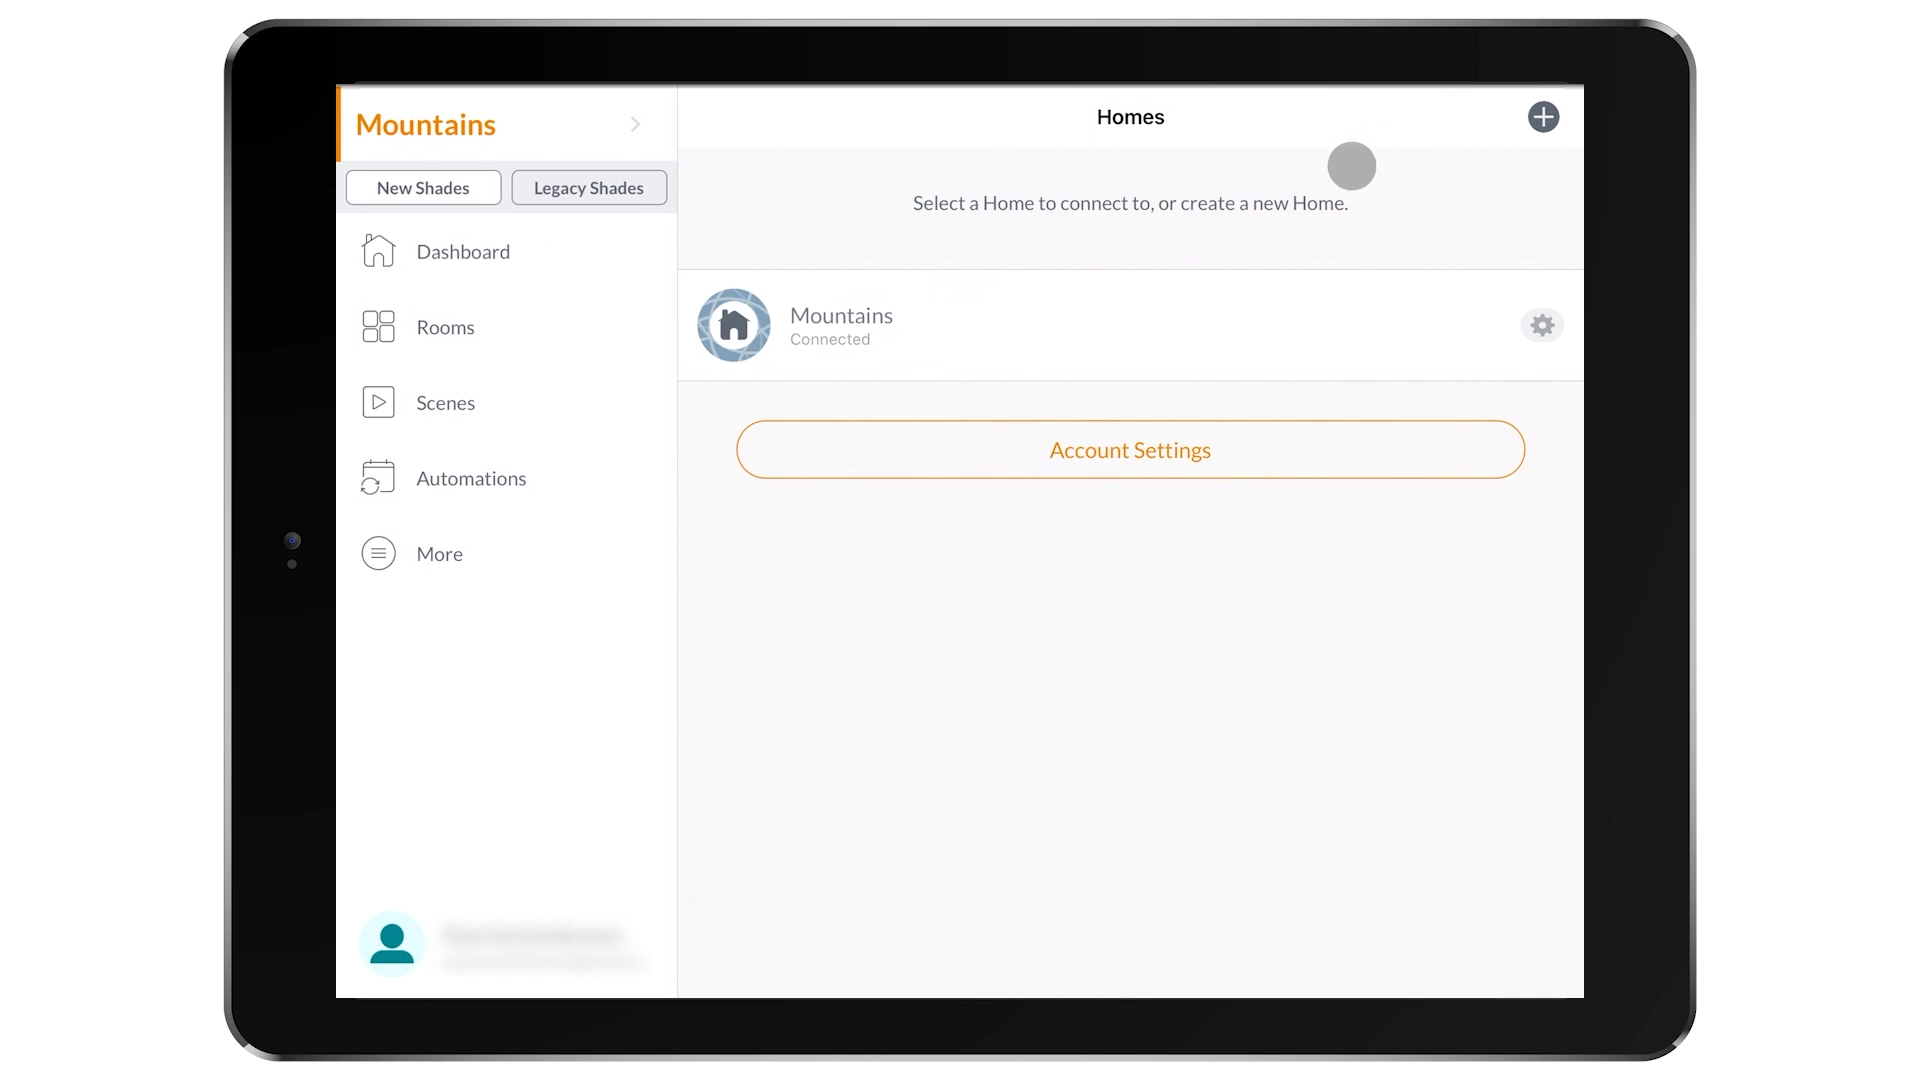 Mountains
New Shades
Legacy Shades
Dashboard
Rooms
Scenes
Automations
More
Homes
Select a Home to connect to, or create a new Home.
Mountains
Connected
Account Settings